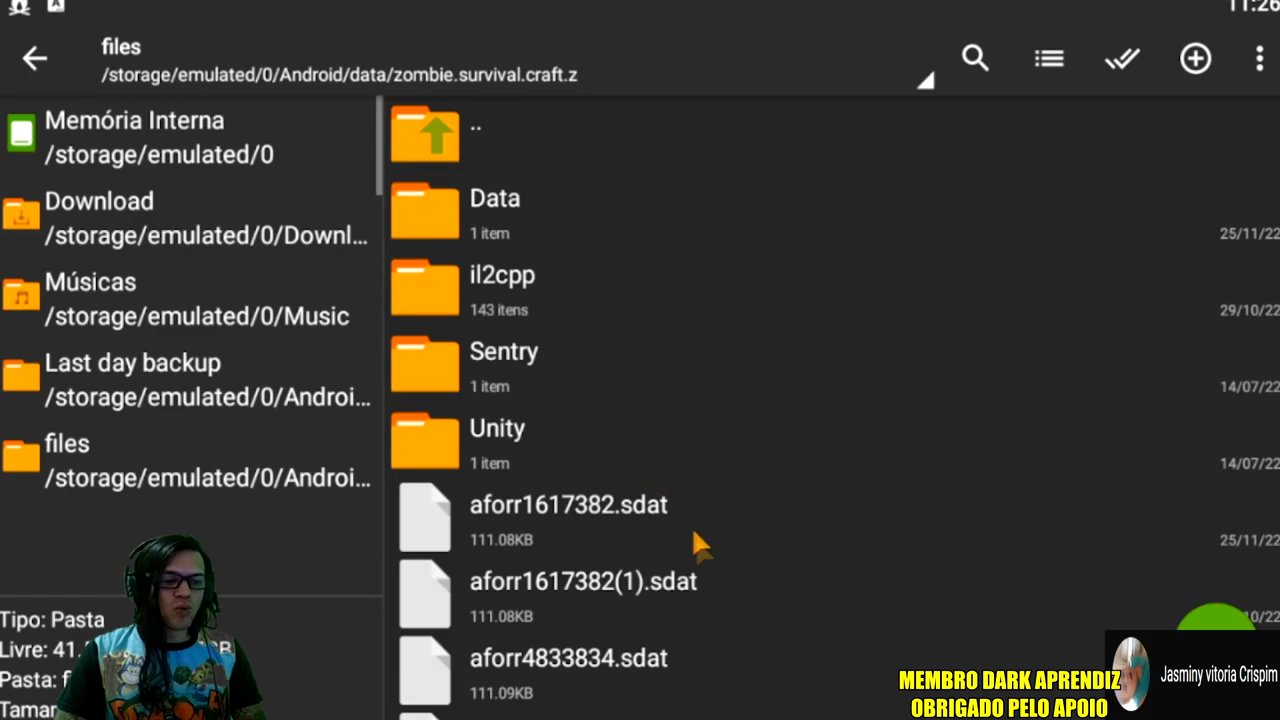 11:26
files
/storage/emulated/0/Android/data/zombie.survival.craft.z
Memória Interna
/storage/emulated/0
Download
/storage/emulated/0/Downl...
Músicas
/storage/emulated/0/Music
Last day backup
/storage/emulated/0/Androi...
files
/storage/emulated/0/Androi...
Tipo: Pasta
Livre: 41.
Pasta: f
Tamar
..
Data
1 item
25/11/22
il2cpp
143 itens
29/10/22
Sentry
1 item
14/07/22
Unity
1 item
14/07/22
aforr1617382.sdat
111.08KB
25/11/22
aforr1617382(1).sdat
111.08KB
10/22
aforr4833834.sdat
111.09KB
MEMBRO DARK APRENDIZ
OBRIGADO PELO APOIO
Jasminy vitoria Crispim